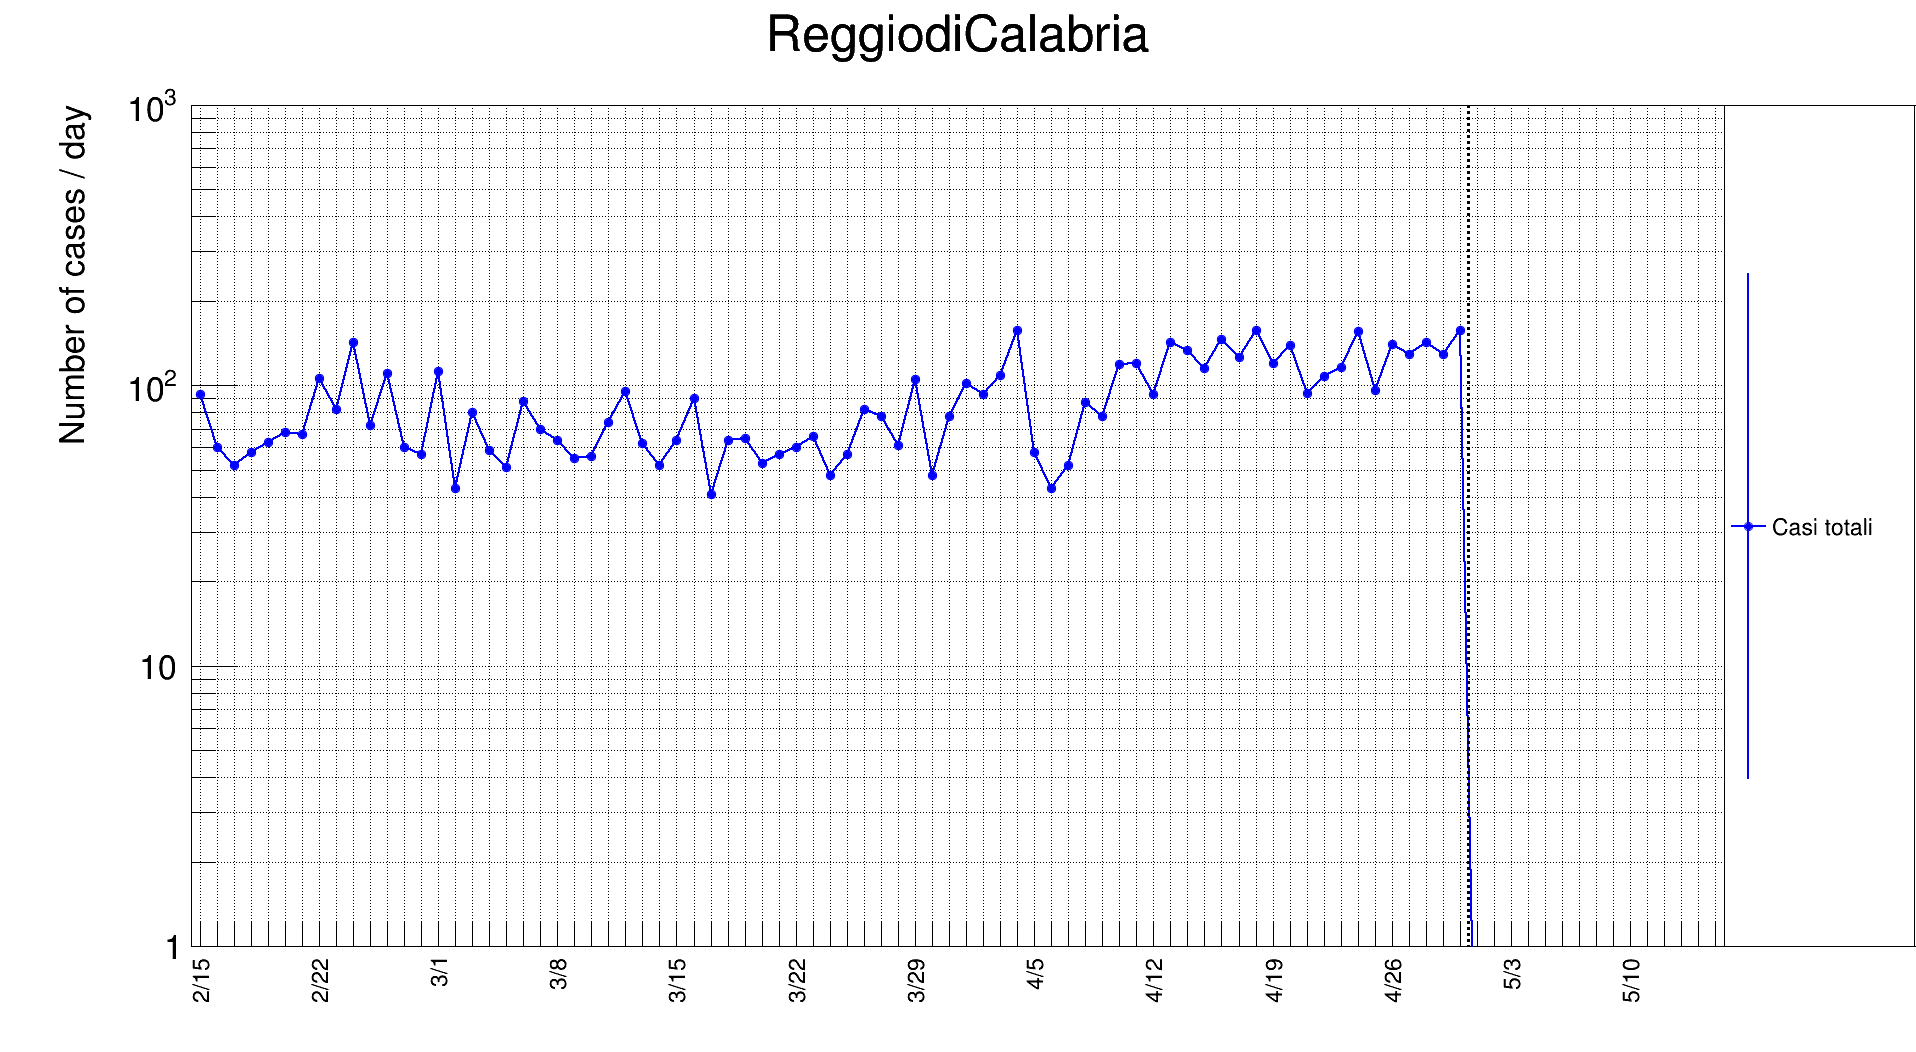 ReggiodiCalabria
Number of cases / day
10³
10²
10
1
2/15 2/22 3/1 3/8 3/15 3/22 3/29 4/5 4/12 4/19 4/26 5/3 5/10
Casi totali